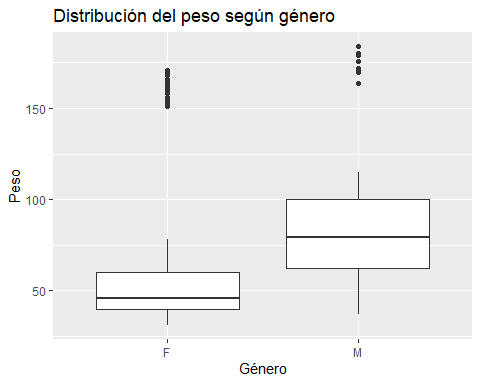 Distribución del peso según género
Peso
150
100
50
F
M
Género